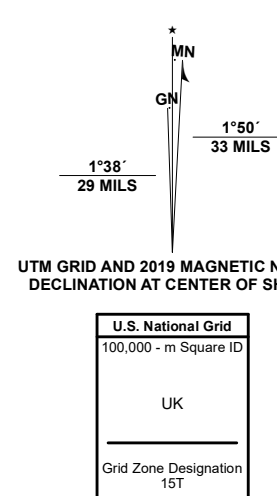 ★
MN
GN
1°50´
33 MILS
1°38´
29 MILS
UTM GRID AND 2019 MAGNETIC
DECLINATION AT CENTER OF
U.S. National Grid
100,000 - m Square ID
UK
Grid Zone Designation
15T